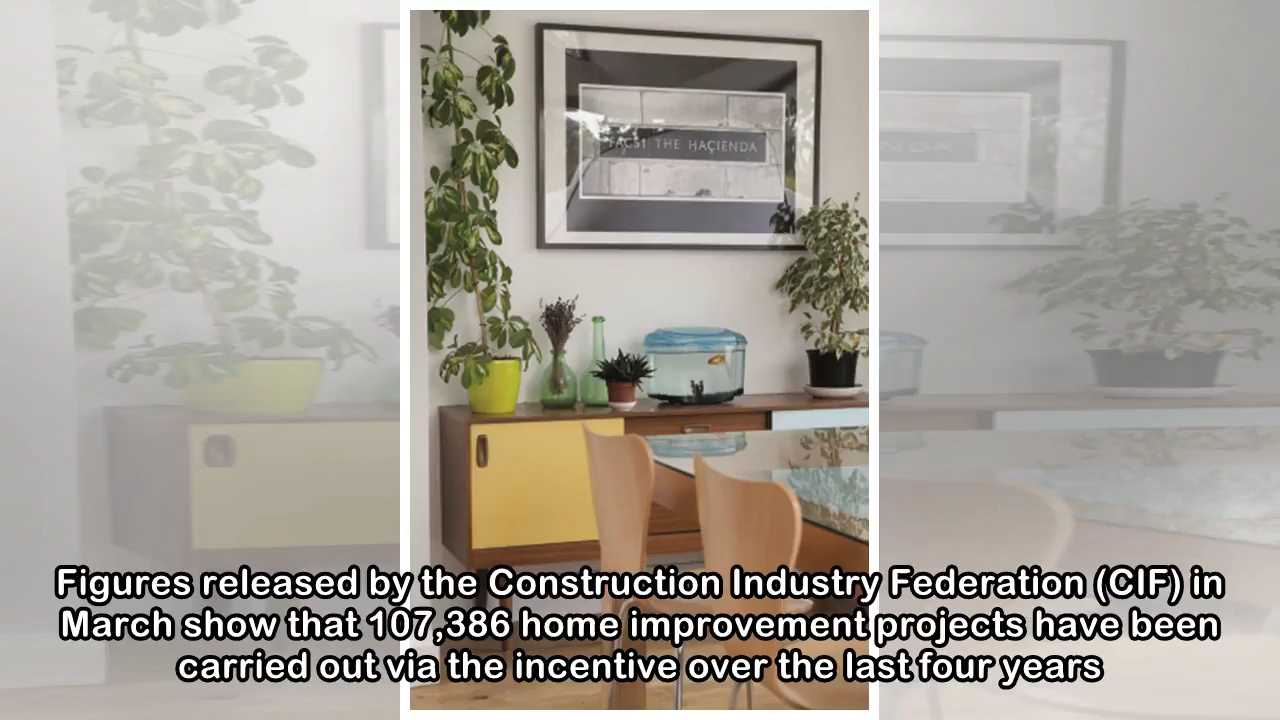 FAC51 THE HAÇIENDA
NDA
Figures released by the Construction Industry Federation (CIF) in
March show that 107,386 home improvement projects have been
carried out via the incentive over the last four years